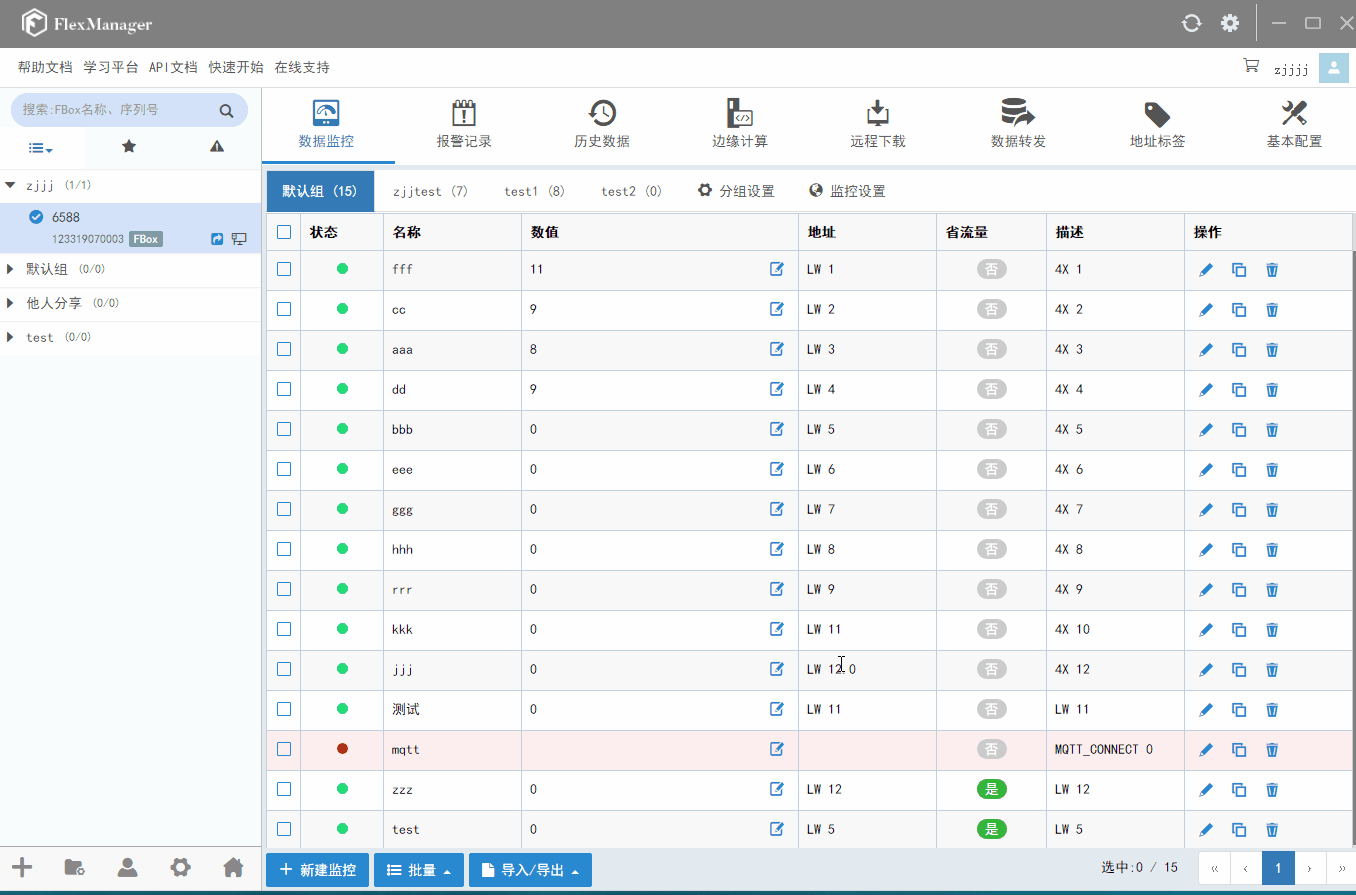 FlexManager
帮助文档 学习平台 API文档 快速开始 在线支持 zjjjj
搜索:FBox名称、序列号
数据监控 报警记录 历史数据 边缘计算 远程下载 数据转发 地址标签 基本配置
zjjj (1/1)
6588
123319070003 FBox
默认组 (0/0)
他人分享 (0/0)
test (0/0)
默认组 (15) zjjtest (7) test1 (8) test2 (0) 分组设置 监控设置
状态 名称 数值 地址 省流量 描述 操作
fff 11 LW 1 否 4X 1
cc 9 LW 2 否 4X 2
aaa 8 LW 3 否 4X 3
dd 9 LW 4 否 4X 4
bbb 0 LW 5 否 4X 5
eee 0 LW 6 否 4X 6
ggg 0 LW 7 否 4X 7
hhh 0 LW 8 否 4X 8
rrr 0 LW 9 否 4X 9
kkk 0 LW 11 否 4X 10
jjj 0 LW 12.0 否 4X 12
测试 0 LW 11 否 LW 11
mqtt 否 MQTT_CONNECT 0
zzz 0 LW 12 是 LW 12
test 0 LW 5 是 LW 5
新建监控 批量 导入/导出 选中:0 / 15 « ‹ 1 › »